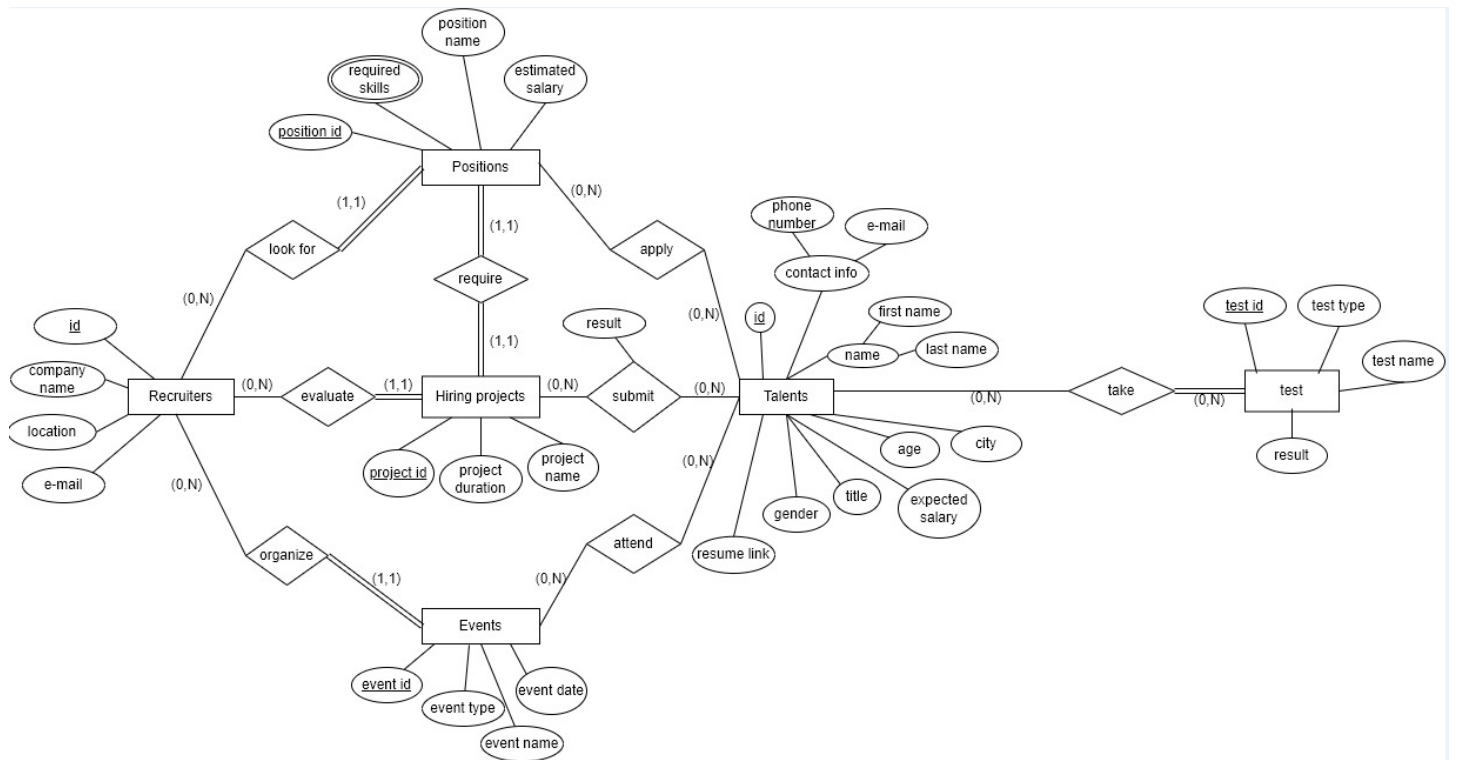 position
name
required
skills
estimated
salary
position id
Positions
(1,1)
(0,N)
(1,1)
phone
number
e-mail
look for
apply
contact info
require
(0,N)
(0,N)
id
result
id
first name
test id
test type
(1,1)
name
last name
company
name
test name
(0,N)
(1,1)
(0,N)
(0,N)
Recruiters
evaluate
Hiring projects
submit
Talents
(0,N)
take
(0,N)
test
location
age
city
result
e-mail
(0,N)
project id
project
duration
project
name
(0,N)
gender
title
expected
salary
organize
attend
resume link
(1,1)
(0,N)
Events
event id
event type
event date
event name